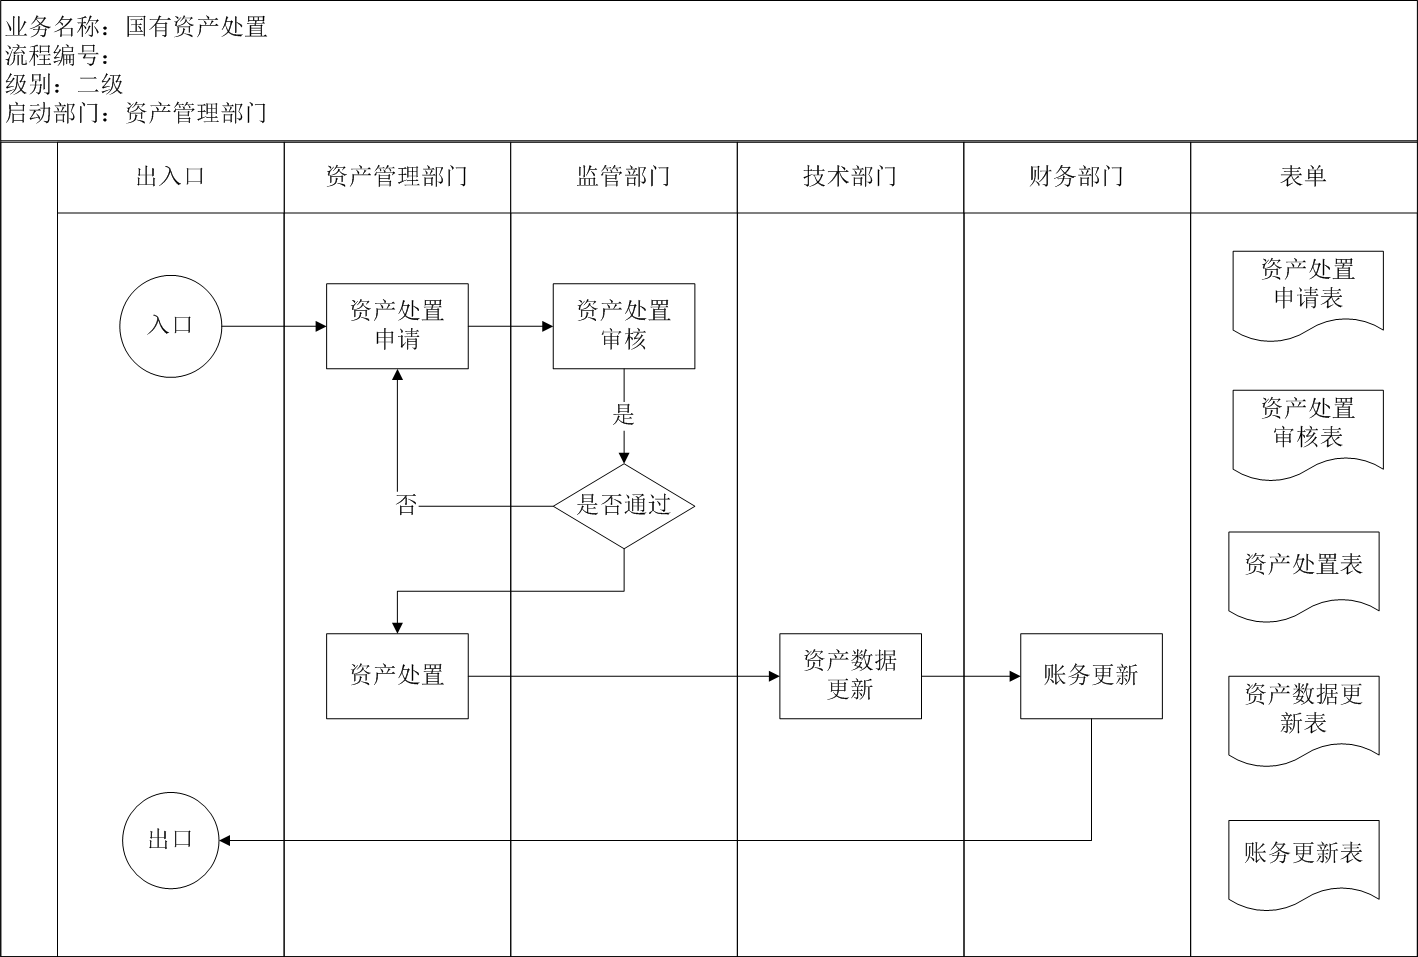 业务名称：国有资产处置
流程编号：
级别：二级
启动部门：资产管理部门
出入口
资产管理部门
监管部门
技术部门
财务部门
表单
入口
资产处置
申请
资产处置
审核
是
是否通过
否
资产处置
资产数据
更新
账务更新
出口
资产处置
申请表
资产处置
审核表
资产处置表
资产数据更
新表
账务更新表